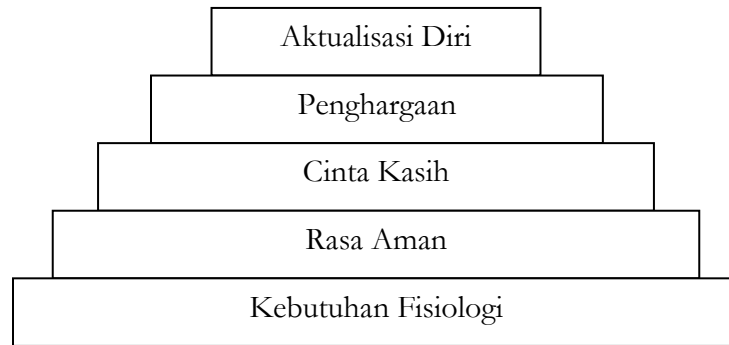 Aktualisasi Diri
Penghargaan
Cinta Kasih
Rasa Aman
Kebutuhan Fisiologi